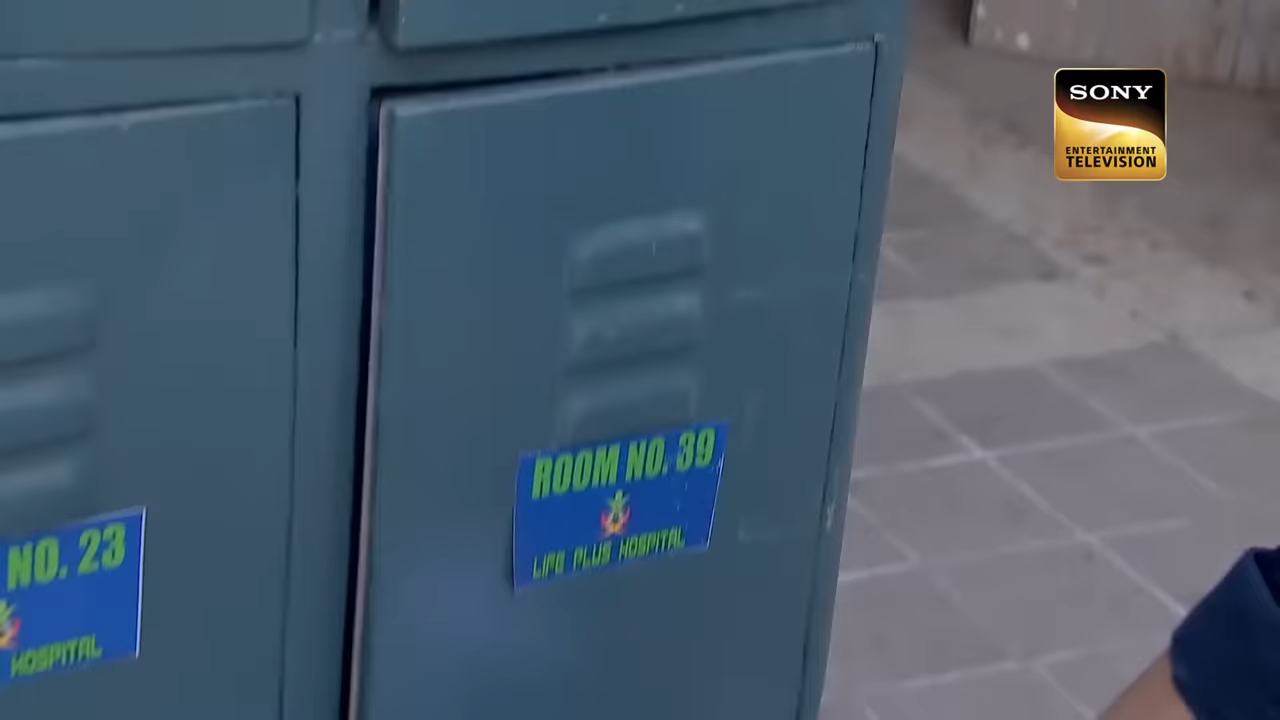 SONY
ENTERTAINMENT
TELEVISION
ROOM NO. 39
LIFE PLUS HOSPITAL
NO. 23
HOSPITAL